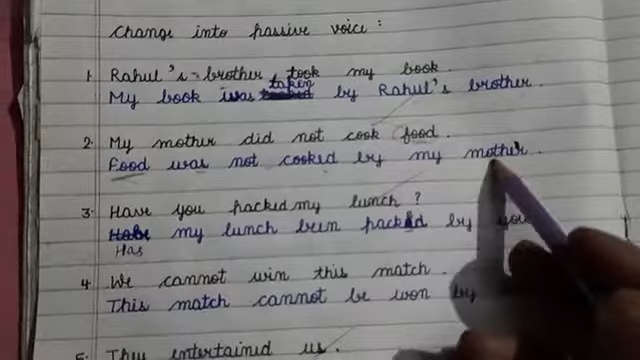 Change into passive voice :
1. Rahul's brother took my book.
My book was taken by Rahul's brother.
2. My mother did not cook food.
Food was not cooked by my mother.
3. Have you packed my lunch ?
Has my lunch been packed by you
4. We cannot win this match.
This match cannot be won by
5. They entertained us.